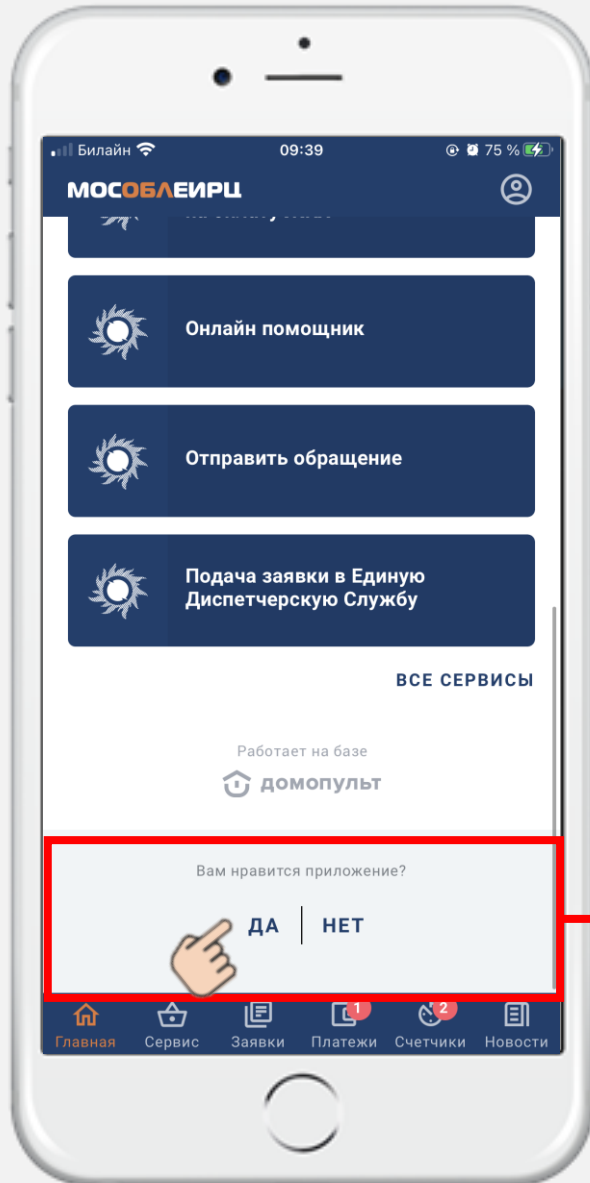 Билайн 09:39 75 %
МОСОБЛЕИРЦ
Онлайн помощник
Отправить обращение
Подача заявки в Единую
Диспетчерскую Службу
ВСЕ СЕРВИСЫ
Работает на базе
домопульт
Вам нравится приложение?
ДА | НЕТ
1 2
Главная Сервис Заявки Платежи Счетчики Новости